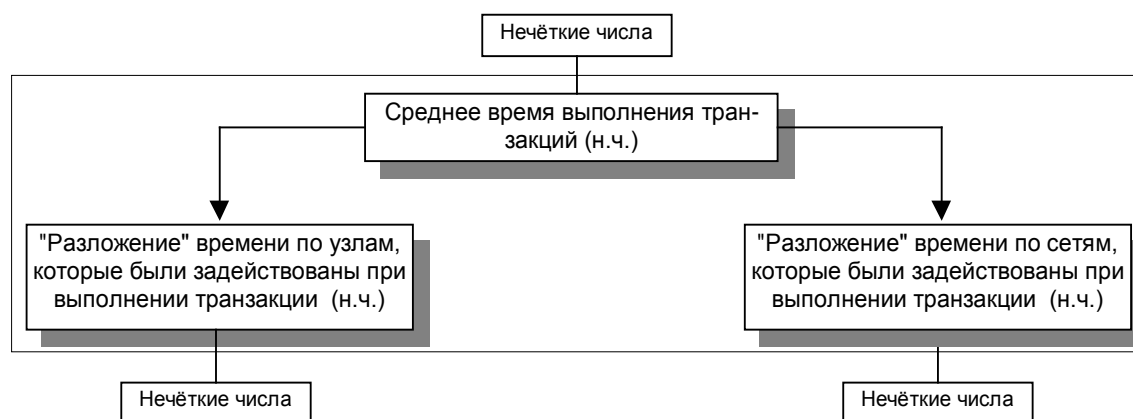 Нечёткие числа
Среднее время выполнения тран-
закций (н.ч.)
"Разложение" времени по узлам,
которые были задействованы при
выполнении транзакции (н.ч.)
"Разложение" времени по сетям,
которые были задействованы при
выполнении транзакции (н.ч.)
Нечёткие числа
Нечёткие числа